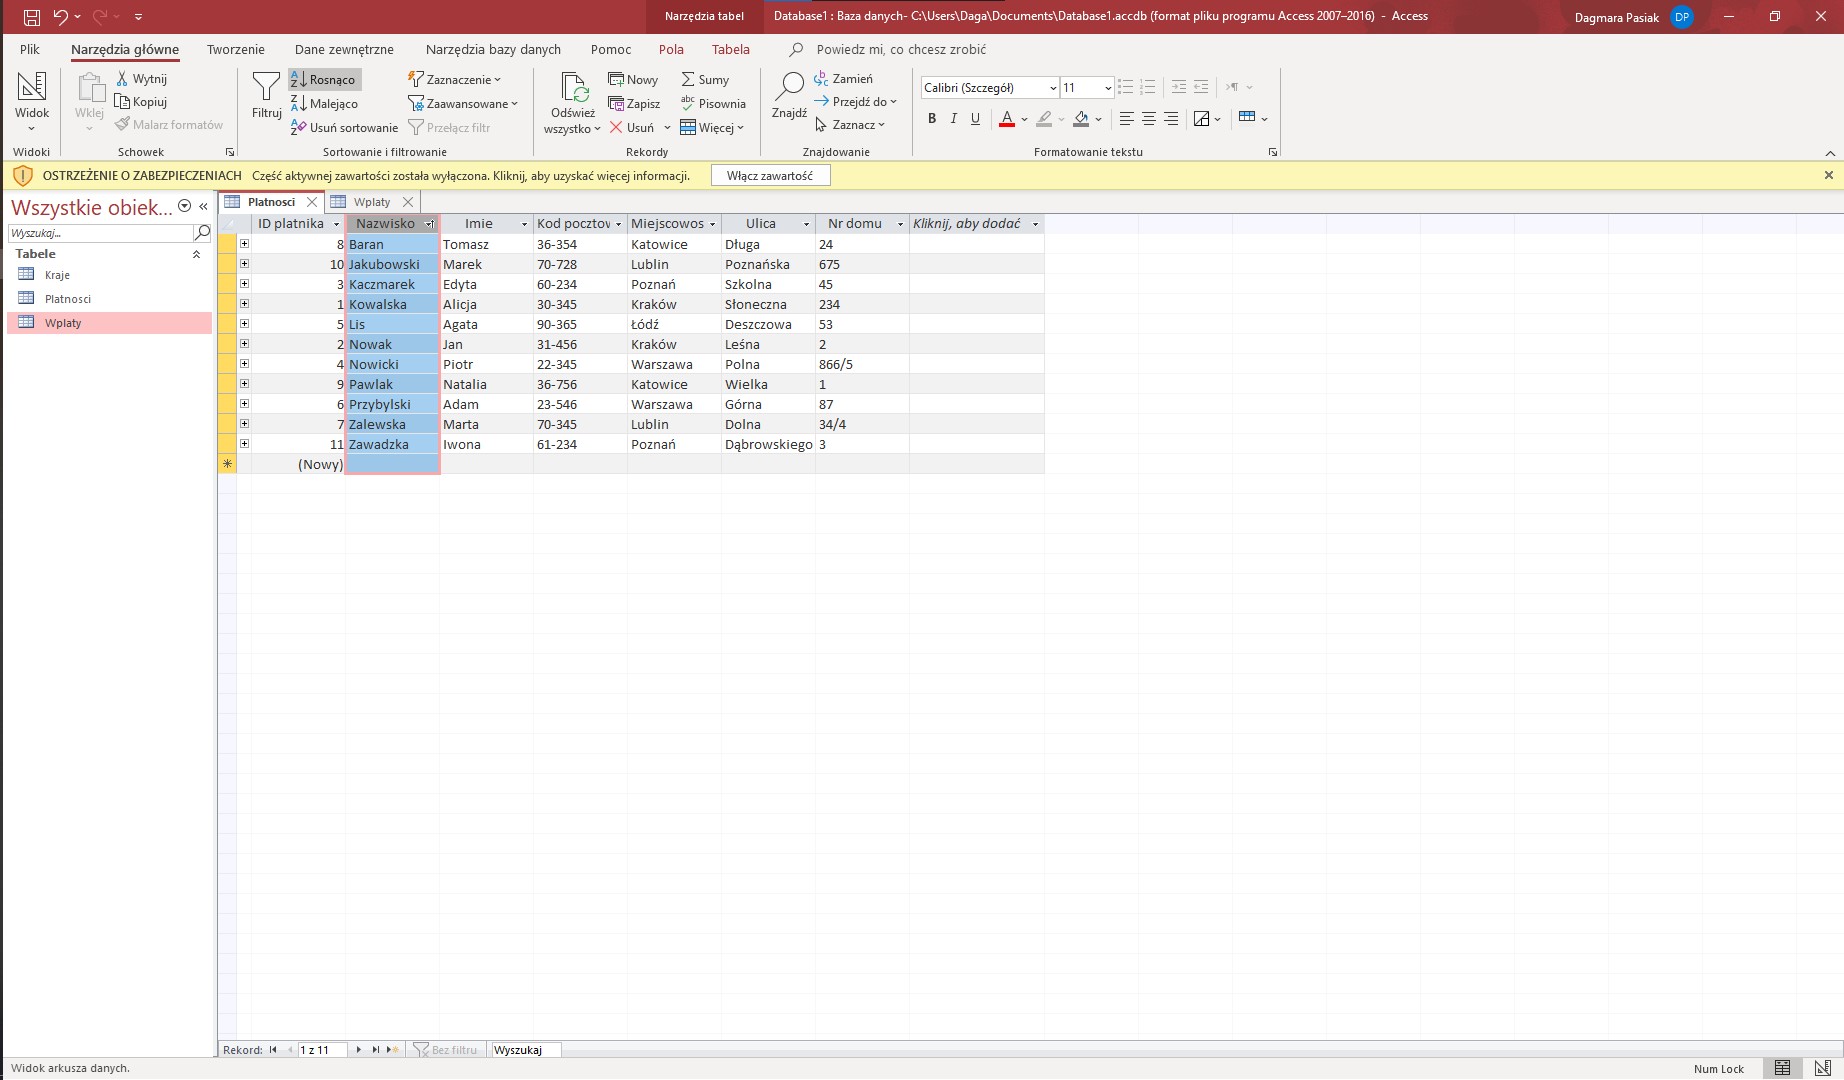 Narzędzia tabel
Database1 : Baza danych- C:\Users\Daga\Documents\Database1.accdb (format pliku programu Access 2007–2016) - Access
Dagmara Pasiak
DP
Plik
Narzędzia główne
Tworzenie
Dane zewnętrzne
Narzędzia bazy danych
Pomoc
Pola
Tabela
Powiedz mi, co chcesz zrobić
Widok
Widoki
Wklej
Wytnij
Kopiuj
Malarz formatów
Schowek
Filtruj
Rosnąco
Malejąco
Usuń sortowanie
Zaznaczenie
Zaawansowane
Przełącz filtr
Sortowanie i filtrowanie
Odśwież
wszystko
Nowy
Zapisz
Usuń
Sumy
Pisownia
Więcej
Rekordy
Znajdź
Zamień
Przejdź do
Zaznacz
Znajdowanie
Calibri (Szczegół)
11
B I U
Formatowanie tekstu
OSTRZEŻENIE O ZABEZPIECZENIACH Część aktywnej zawartości została wyłączona. Kliknij, aby uzyskać więcej informacji. Włącz zawartość
Wszystkie obiek...
Wyszukaj...
Tabele
Kraje
Platnosci
Wplaty
Platnosci
Wplaty
ID platnika Nazwisko Imie Kod pocztow Miejscowos Ulica Nr domu Kliknij, aby dodać
8 Baran Tomasz 36-354 Katowice Długa 24
10 Jakubowski Marek 70-728 Lublin Poznańska 675
3 Kaczmarek Edyta 60-234 Poznań Szkolna 45
1 Kowalska Alicja 30-345 Kraków Słoneczna 234
5 Lis Agata 90-365 Łódź Deszczowa 53
2 Nowak Jan 31-456 Kraków Leśna 2
4 Nowicki Piotr 22-345 Warszawa Polna 866/5
9 Pawlak Natalia 36-756 Katowice Wielka 1
6 Przybylski Adam 23-546 Warszawa Górna 87
7 Zalewska Marta 70-345 Lublin Dolna 34/4
11 Zawadzka Iwona 61-234 Poznań Dąbrowskiego 3
(Nowy)
Rekord: 1 z 11 Bez filtru Wyszukaj
Widok arkusza danych.
Num Lock